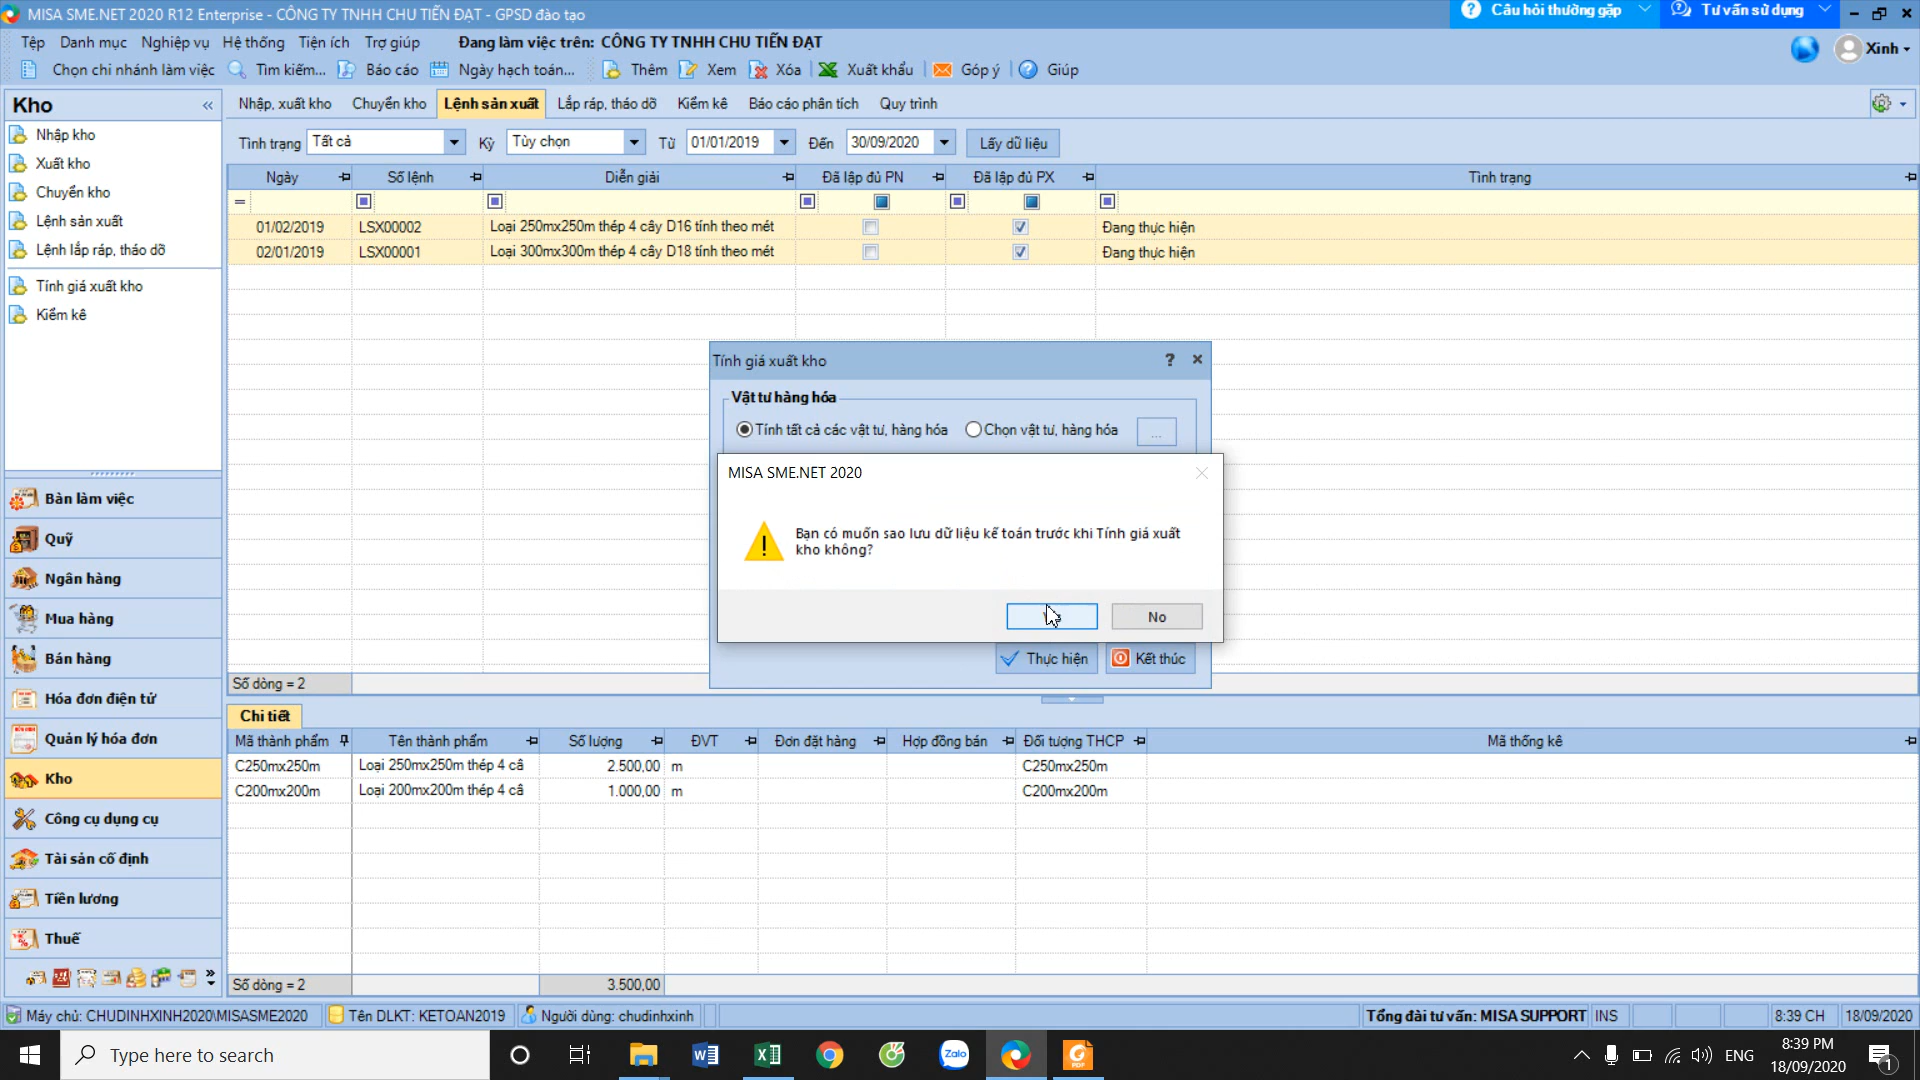 MISA SME.NET 2020 R12 Enterprise - CÔNG TY TNHH CHU TIẾN ĐẠT - GPSD đào tạo
Câu hỏi thường gặp
Tư vấn sử dụng
Tệp Danh mục Nghiệp vụ Hệ thống Tiện ích Trợ giúp Đang làm việc trên: CÔNG TY TNHH CHU TIẾN ĐẠT
Xinh
Chọn chi nhánh làm việc Tìm kiếm... Báo cáo Ngày hạch toán... Thêm Xem Xóa Xuất khẩu Góp ý Giúp
Kho
Nhập, xuất kho Chuyển kho Lệnh sản xuất Lắp ráp, tháo dỡ Kiểm kê Báo cáo phân tích Quy trình
Nhập kho
Xuất kho
Chuyển kho
Lệnh sản xuất
Lệnh lắp ráp, tháo dỡ
Tính giá xuất kho
Kiểm kê
Tình trạng Tất cả Kỳ Tùy chọn Từ 01/01/2019 Đến 30/09/2020 Lấy dữ liệu
Ngày Số lệnh Diễn giải Đã lập đủ PN Đã lập đủ PX Tình trạng
01/02/2019 LSX00002 Loại 250mx250m thép 4 cây D16 tính theo mét Đang thực hiện
02/01/2019 LSX00001 Loại 300mx300m thép 4 cây D18 tính theo mét Đang thực hiện
Tính giá xuất kho
Vật tư hàng hóa
Tính tất cả các vật tư, hàng hóa Chọn vật tư, hàng hóa ...
MISA SME.NET 2020
Bạn có muốn sao lưu dữ liệu kế toán trước khi Tính giá xuất
kho không?
No
Thực hiện Kết thúc
Số dòng = 2
Bàn làm việc
Quỹ
Ngân hàng
Mua hàng
Bán hàng
Hóa đơn điện tử
Quản lý hóa đơn
Kho
Công cụ dụng cụ
Tài sản cố định
Tiền lương
Thuế
Chi tiết
Mã thành phẩm Tên thành phẩm Số lượng ĐVT Đơn đặt hàng Hợp đồng bán Đối tượng THCP Mã thống kê
C250mx250m Loại 250mx250m thép 4 câ 2.500,00 m C250mx250m
C200mx200m Loại 200mx200m thép 4 câ 1.000,00 m C200mx200m
Số dòng = 2 3.500,00
Máy chủ: CHUDINHXINH2020\MISASME2020 Tên DLKT: KETOAN2019 Người dùng: chudinhxinh Tổng đài tư vấn: MISA SUPPORT INS 8:39 CH 18/09/2020
Type here to search
Zalo
PDF
ENG
8:39 PM
18/09/2020
1